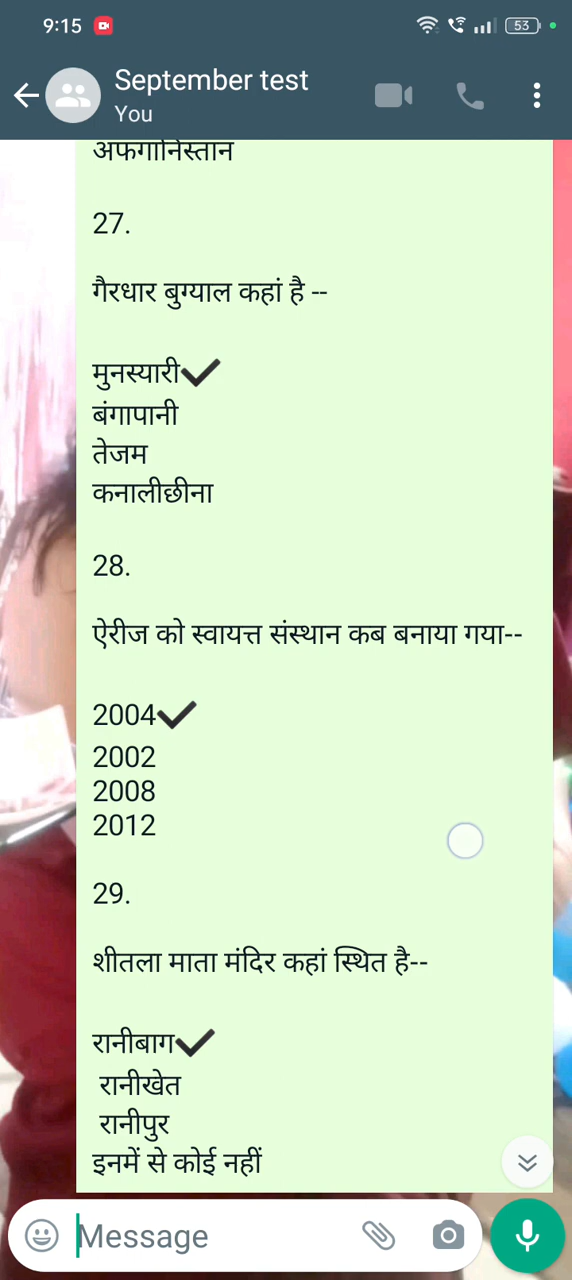 9:15
53
September test
You
अफगानिस्तान
27.
गैरधार बुग्याल कहां है --
मुनस्यारी✔
बंगापानी
तेजम
कनालीछीना
28.
ऐरीज को स्वायत्त संस्थान कब बनाया गया--
2004✔
2002
2008
2012
29.
शीतला माता मंदिर कहां स्थित है--
रानीबाग✔
रानीखेत
रानीपुर
इनमें से कोई नहीं
Message